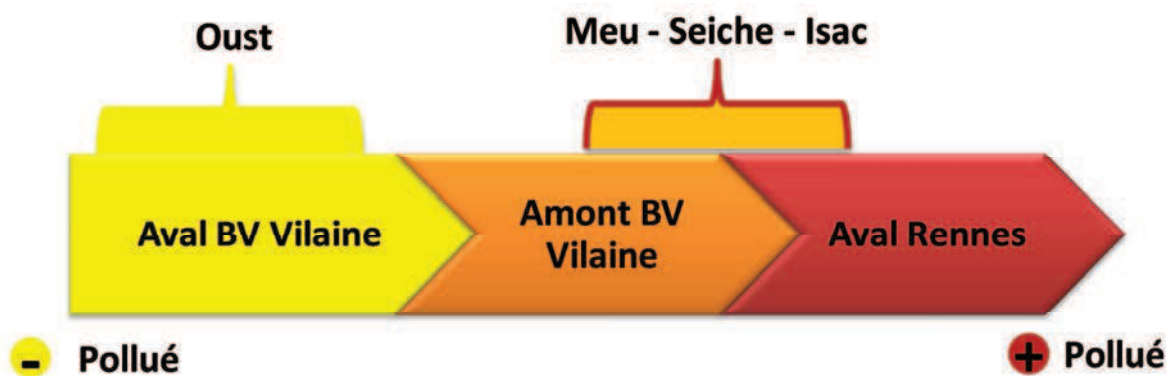 Oust
Meu - Seiche - Isac
Aval BV Vilaine
Amont BV
Vilaine
Aval Rennes
- Pollué
+ Pollué